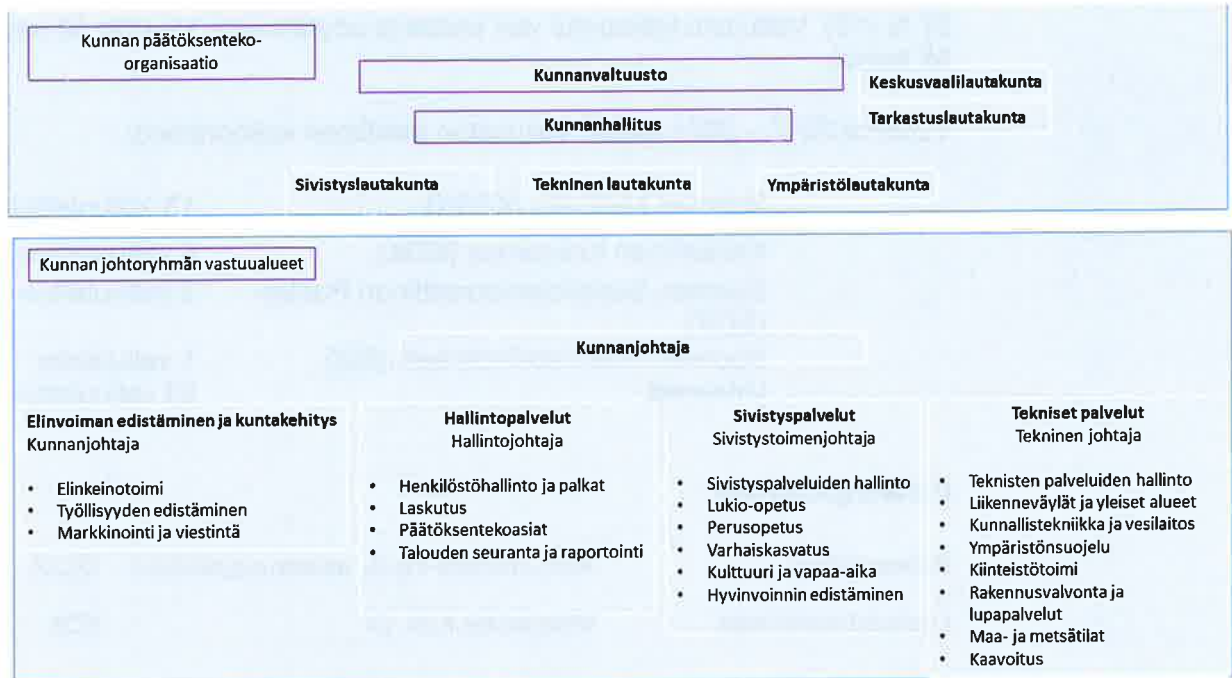 Kunnan päätöksenteko-
organisaatio
Kunnanvaltuusto
Keskusvaalilautakunta
Kunnanhallitus
Tarkastuslautakunta
Sivistyslautakunta
Tekninen lautakunta
Ympäristölautakunta
Kunnan johtoryhmän vastuualueet
Kunnanjohtaja
Elinvoiman edistäminen ja kuntakehitys
Kunnanjohtaja
• Elinkeinotoimi
• Työllisyyden edistäminen
• Markkinointi ja viestintä
Hallintopalvelut
Hallintojohtaja
• Henkilöstöhallinto ja palkat
• Laskutus
• Päätöksentekoasiat
• Talouden seuranta ja raportointi
Sivistyspalvelut
Sivistystoimenjohtaja
• Sivistyspalveluiden hallinto
• Lukio-opetus
• Perusopetus
• Varhaiskasvatus
• Kulttuuri ja vapaa-aika
• Hyvinvoinnin edistäminen
Tekniset palvelut
Tekninen johtaja
• Teknisten palveluiden hallinto
• Liikenneväylät ja yleiset alueet
• Kunnallistekniikka ja vesilaitos
• Ympäristönsuojelu
• Kiinteistötoimi
• Rakennusvalvonta ja
lupapalvelut
• Maa- ja metsätilat
• Kaavoitus